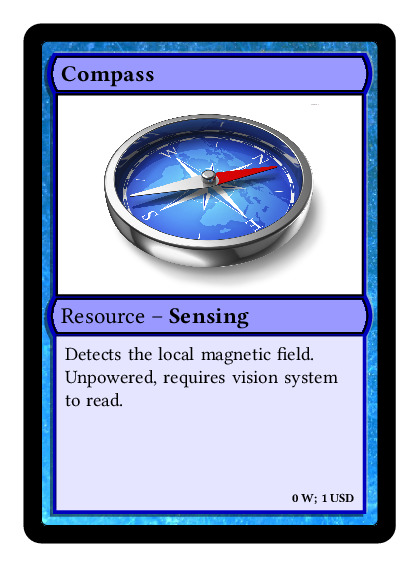 Compass
W
N
S
E
Resource – Sensing
Detects the local magnetic field.
Unpowered, requires vision system
to read.
0 W; 1 USD